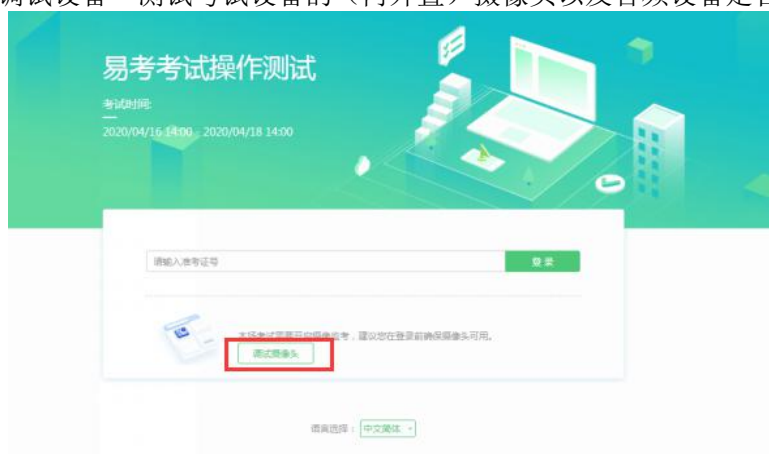 调试设备 测试考试设备的（内外置）摄像头以及音频设备是否
易考考试操作测试
考试时间:
2020/04/16 14:00 - 2020/04/18 14:00
请输入准考证号
登录
本场考试需要开启摄像监考，建议您在登录前确保摄像头可用。
调试摄像头
语言选择： 中文简体